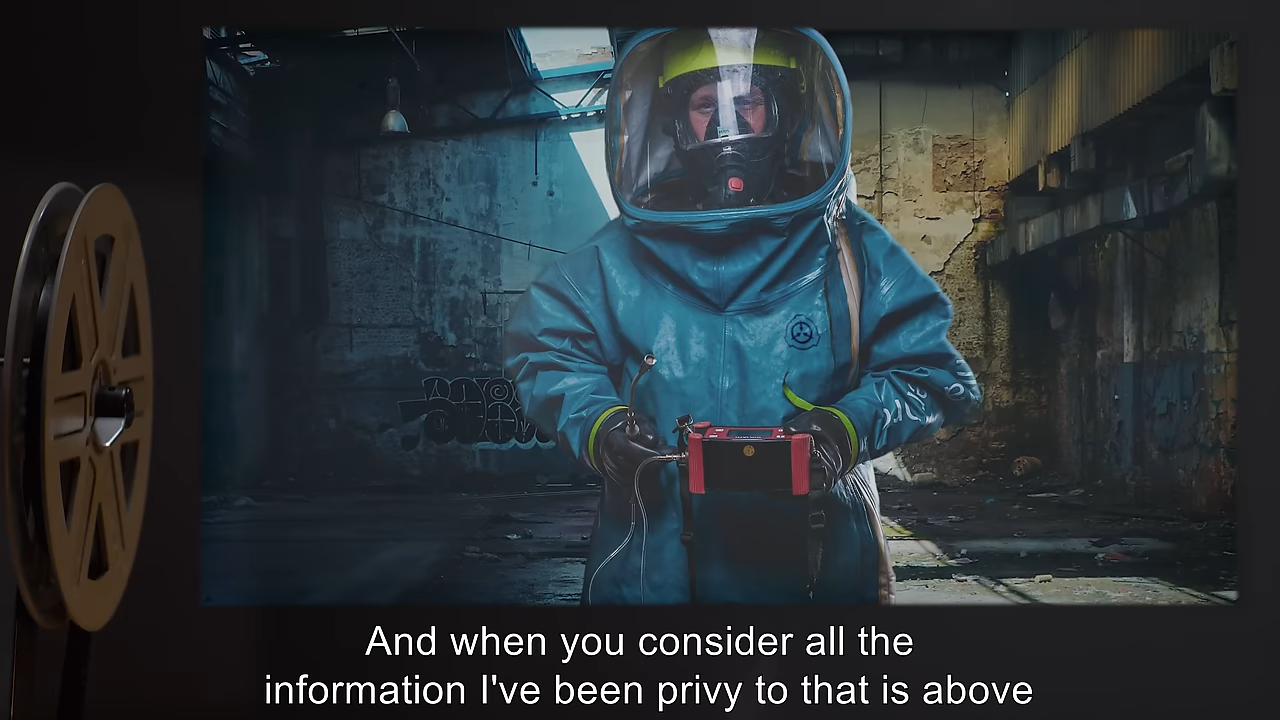 And when you consider all the
information I've been privy to that is above